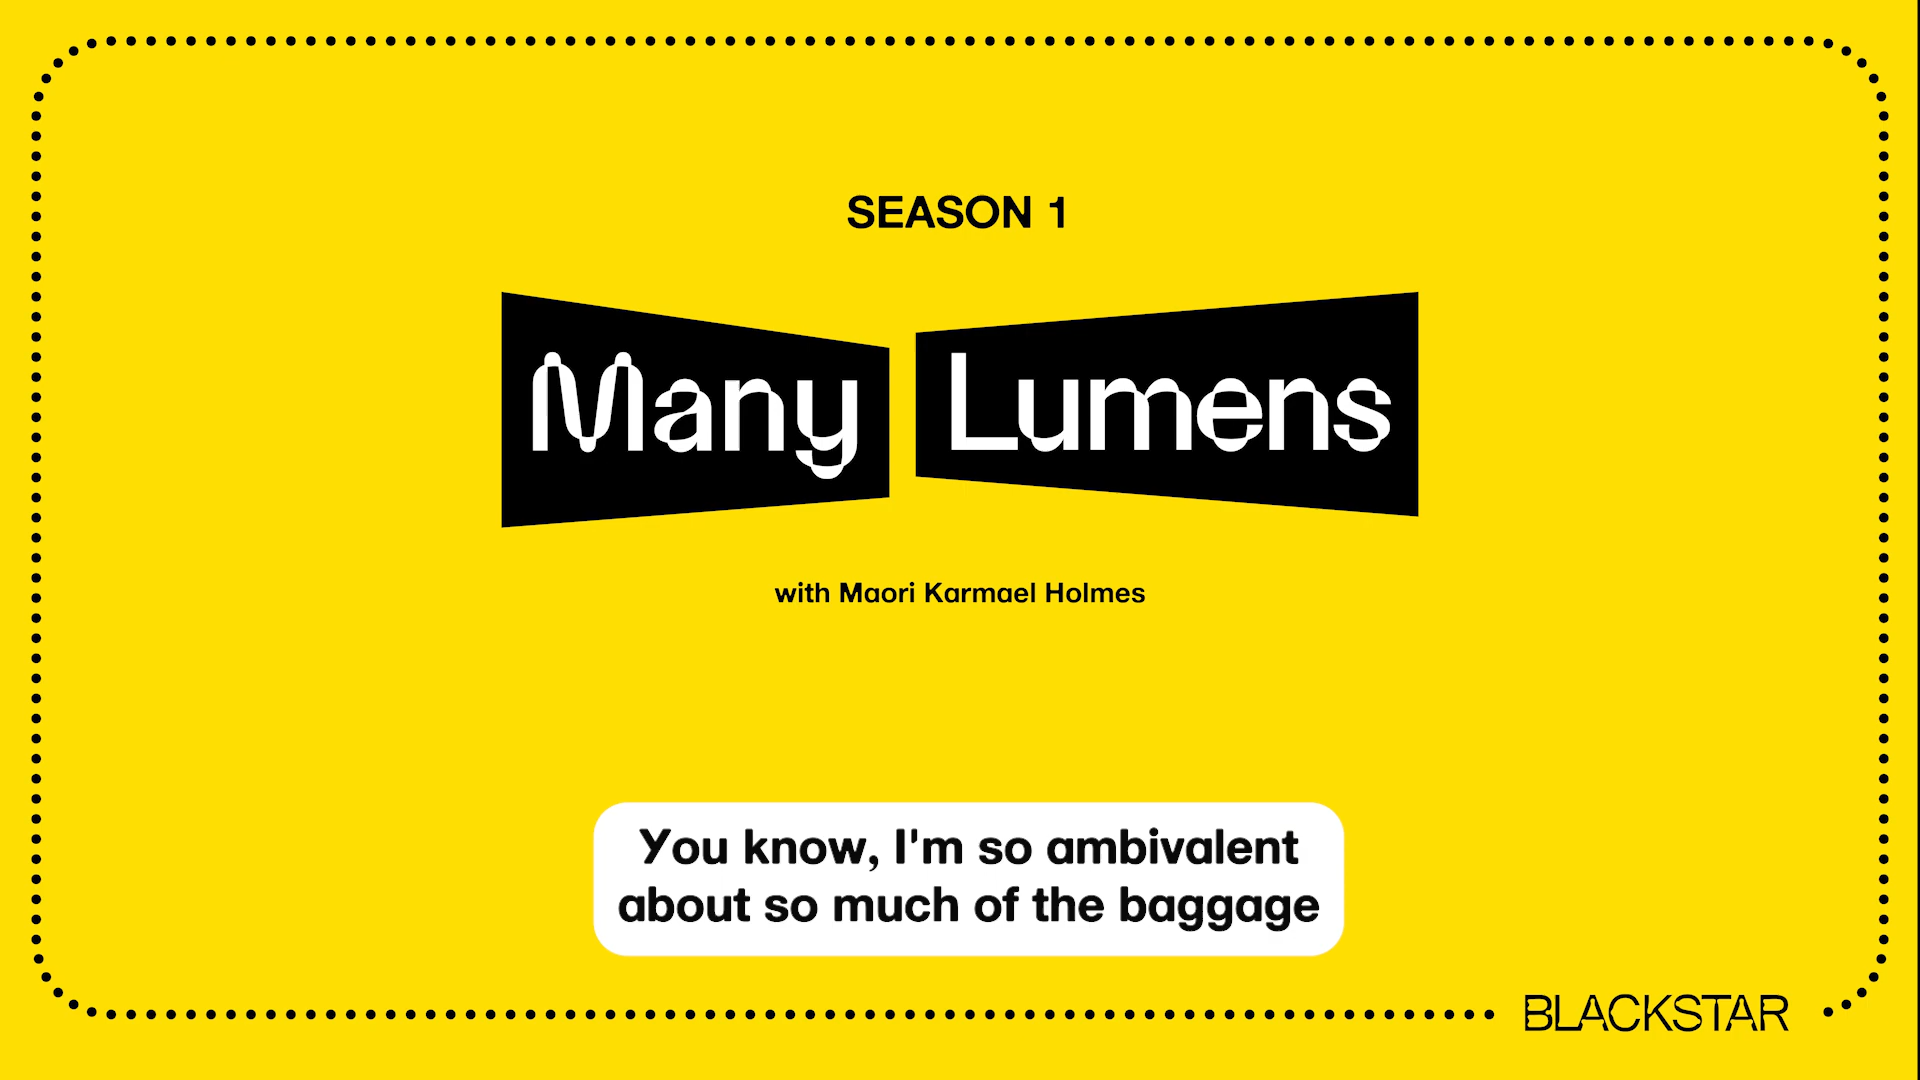 SEASON 1
Many Lumens
with Maori Karmael Holmes
You know, I'm so ambivalent
about so much of the baggage
BLACKSTAR